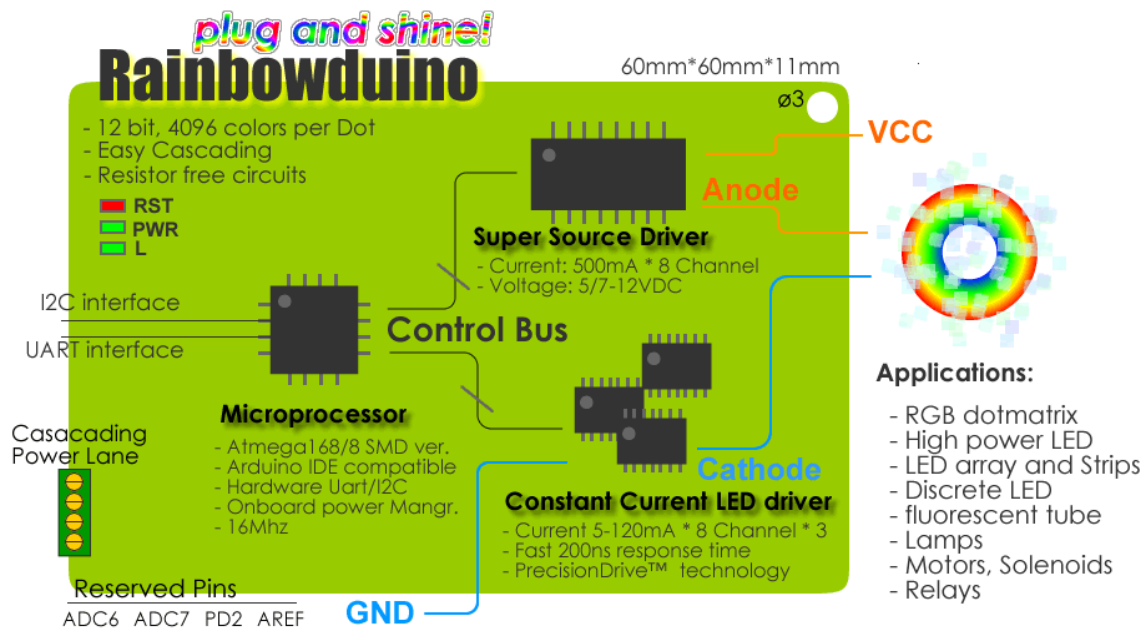 plug and shine!
Rainbowduino
60mm*60mm*11mm
ø3
- 12 bit, 4096 colors per Dot
- Easy Cascading
- Resistor free circuits
RST
PWR
L
VCC
Anode
Super Source Driver
- Current: 500mA * 8 Channel
- Voltage: 5/7-12VDC
I2C interface
UART interface
Control Bus
Microprocessor
- Atmega168/8 SMD ver.
- Arduino IDE compatible
- Hardware Uart/I2C
- Onboard power Mangr.
- 16Mhz
Casacading
Power Lane
Cathode
Constant Current LED driver
- Current 5-120mA * 8 Channel * 3
- Fast 200ns response time
- PrecisionDrive™ technology
Reserved Pins
ADC6 ADC7 PD2 AREF
GND
Applications:
- RGB dotmatrix
- High power LED
- LED array and Strips
- Discrete LED
- fluorescent tube
- Lamps
- Motors, Solenoids
- Relays